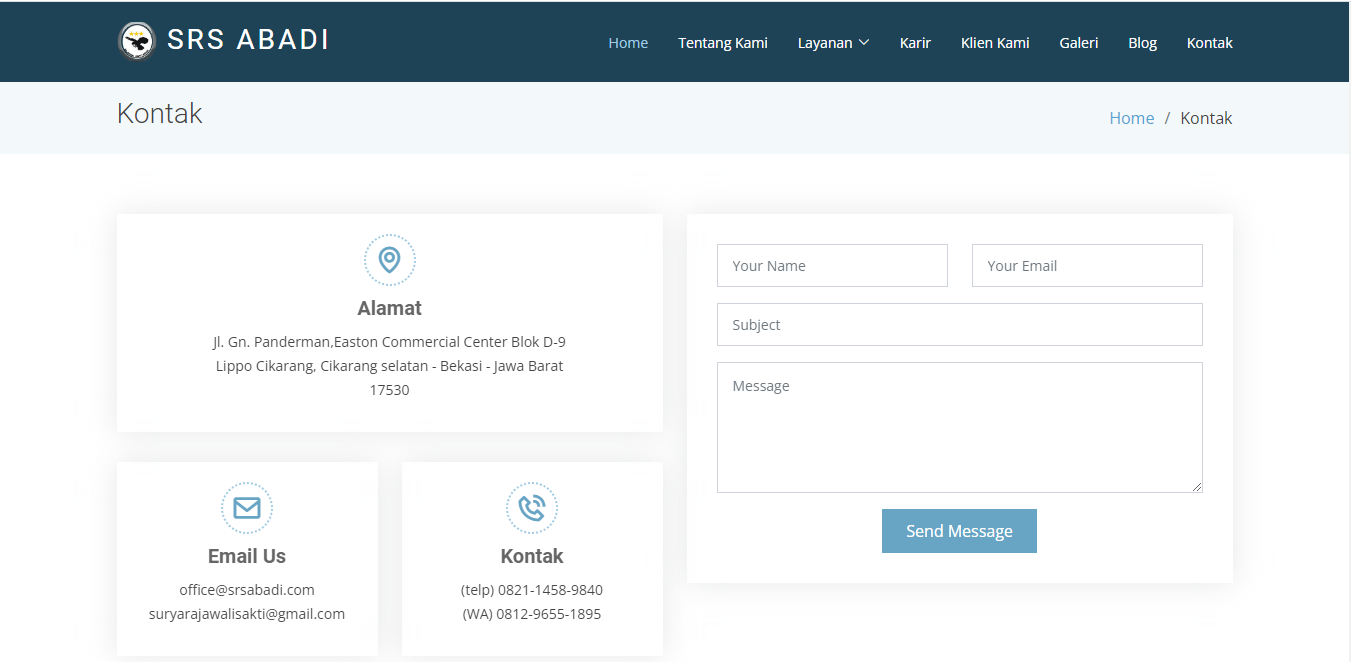 SRS ABADI
Home Tentang Kami Layanan Karir Klien Kami Galeri Blog Kontak
Kontak
Home / Kontak
Alamat
Jl. Gn. Panderman,Easton Commercial Center Blok D-9
Lippo Cikarang, Cikarang selatan - Bekasi - Jawa Barat
17530
Email Us
office@srsabadi.com
suryarajawalisakti@gmail.com
Kontak
(telp) 0821-1458-9840
(WA) 0812-9655-1895
Your Name
Your Email
Subject
Message
Send Message